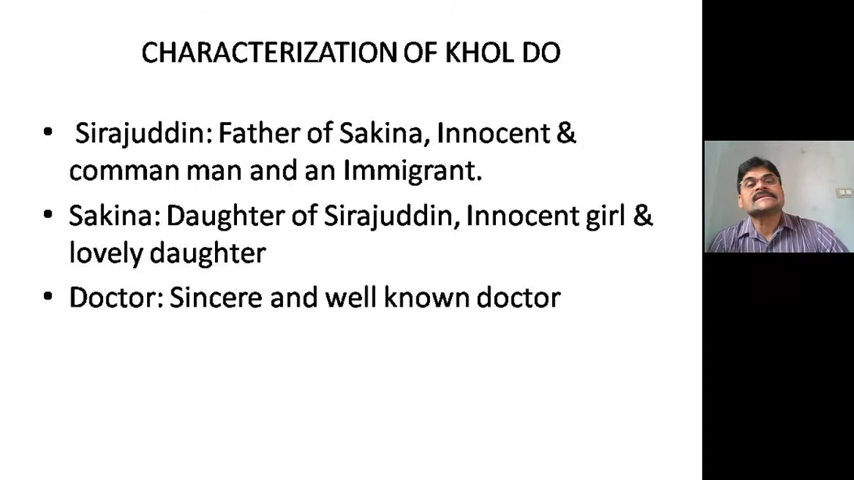 CHARACTERIZATION OF KHOL DO
• Sirajuddin: Father of Sakina, Innocent &
comman man and an Immigrant.
• Sakina: Daughter of Sirajuddin, Innocent girl &
lovely daughter
• Doctor: Sincere and well known doctor